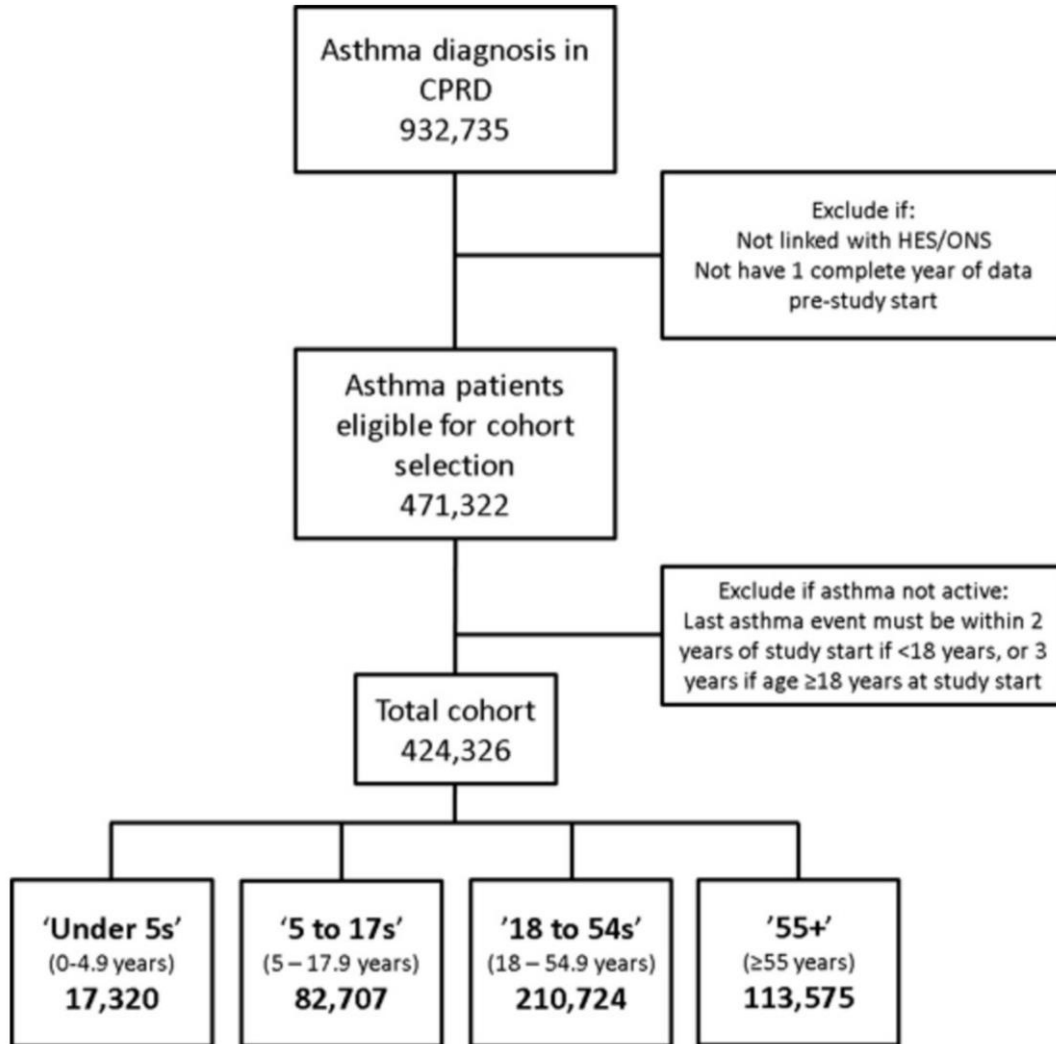 Asthma diagnosis in
CPRD
932,735
Exclude if:
Not linked with HES/ONS
Not have 1 complete year of data
pre-study start
Asthma patients
eligible for cohort
selection
471,322
Exclude if asthma not active:
Last asthma event must be within 2
years of study start if <18 years, or 3
years if age ≥18 years at study start
Total cohort
424,326
‘Under 5s’
(0-4.9 years)
17,320
‘5 to 17s’
(5 – 17.9 years)
82,707
’18 to 54s’
(18 – 54.9 years)
210,724
’55+’
(≥55 years)
113,575